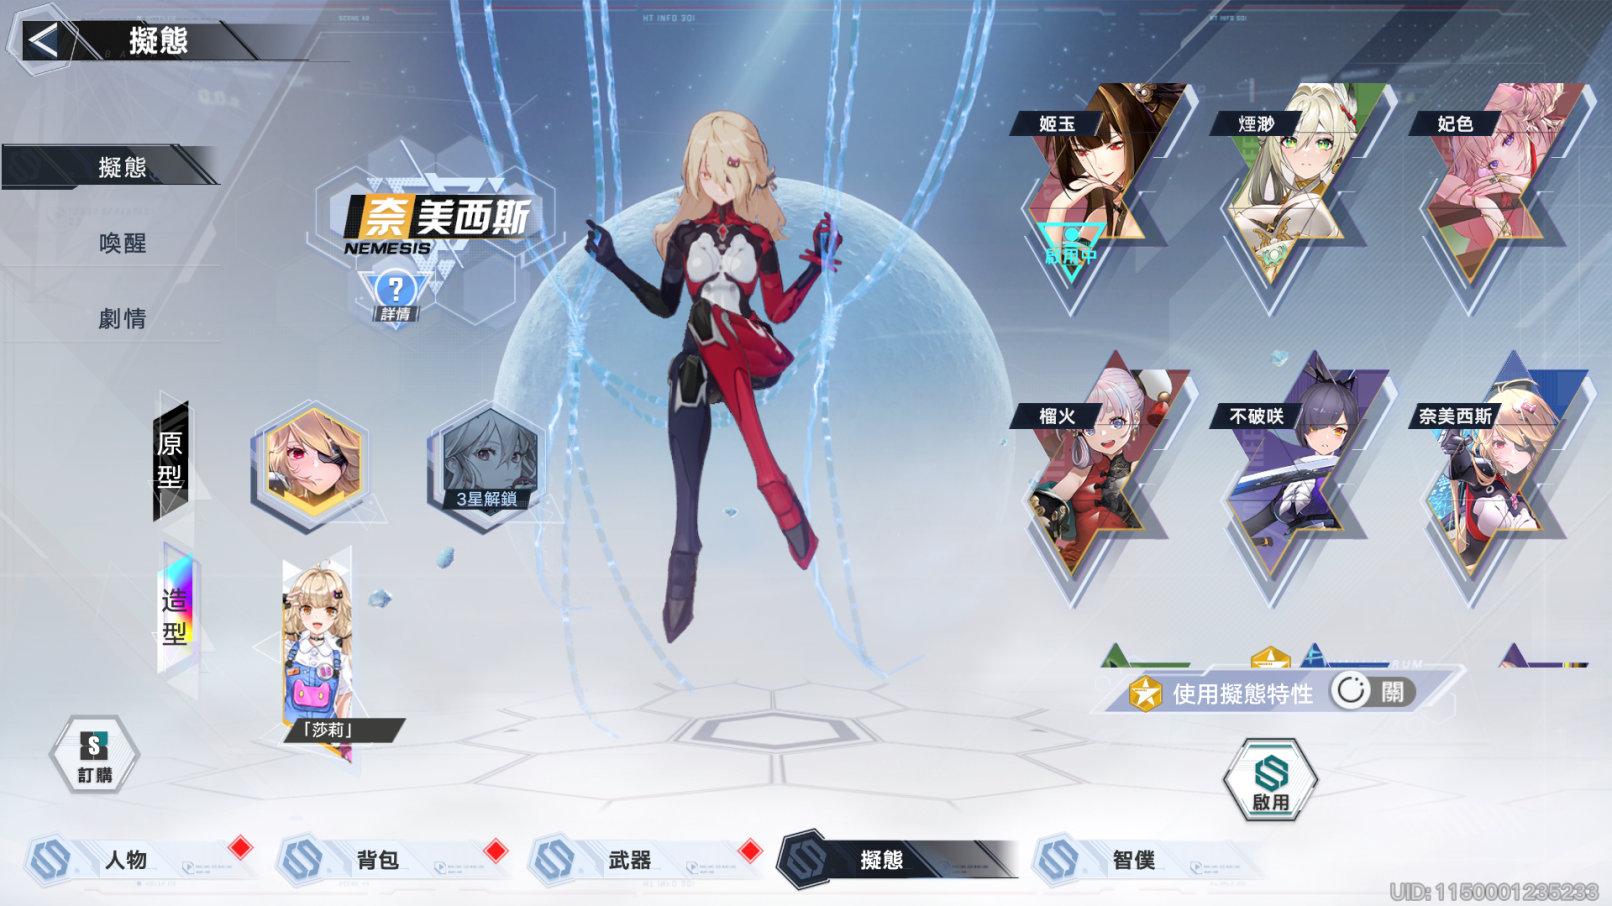 擬態
擬態
喚醒
劇情
奈美西斯
NEMESIS
?
詳情
原型
3星解鎖
造型
「莎莉」
S
訂購
姬玉
啟用中
煙渺
妃色
榴火
不破咲
奈美西斯
使用擬態特性
關
啟用
人物
背包
武器
擬態
智僕
UID: 1150001235233
HT INFO 301